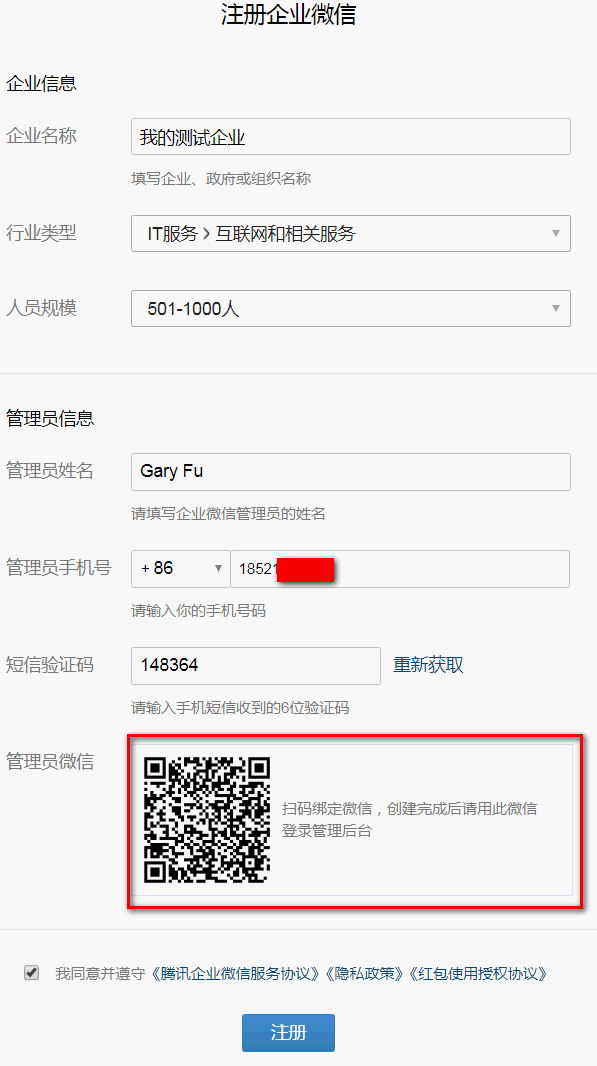 注册企业微信
企业信息
企业名称
我的测试企业
填写企业、政府或组织名称
行业类型
IT服务 > 互联网和相关服务
人员规模
501-1000人
管理员信息
管理员姓名
Gary Fu
请填写企业微信管理员的姓名
管理员手机号
+ 86
18521
请输入你的手机号码
短信验证码
148364
重新获取
请输入手机短信收到的6位验证码
管理员微信
扫码绑定微信，创建完成后请用此微信
登录管理后台
我同意并遵守《腾讯企业微信服务协议》《隐私政策》《红包使用授权协议》
注册